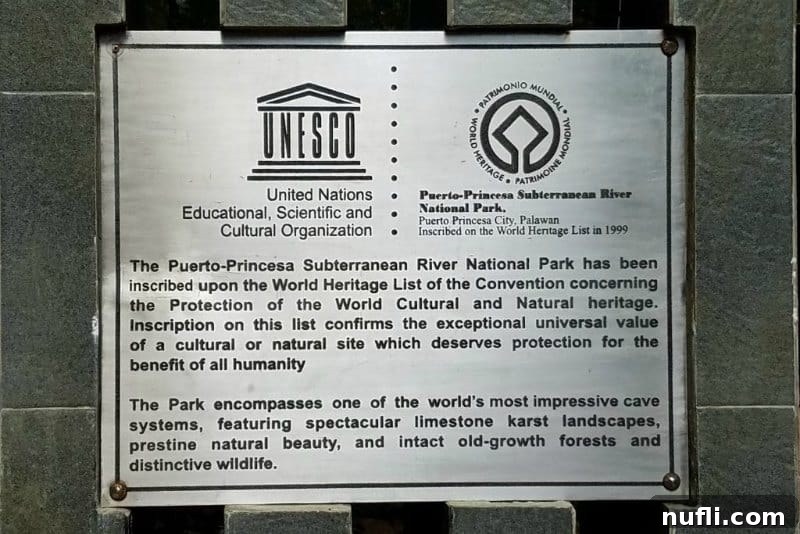 UNESCO
United Nations
Educational, Scientific and
Cultural Organization
PATRIMONIO MUNDIAL
WORLD HERITAGE
PATRIMOINE MONDIAL
Puerto-Princesa Subterranean River
National Park,
Puerto Princesa City, Palawan
Inscribed on the World Heritage List in 1999
The Puerto-Princesa Subterranean River National Park has been
inscribed upon the World Heritage List of the Convention concerning
the Protection of the World Cultural and Natural heritage.
Inscription on this list confirms the exceptional universal value
of a cultural or natural site which deserves protection for the
benefit of all humanity
The Park encompasses one of the world's most impressive cave
systems, featuring spectacular limestone karst landscapes,
prestine natural beauty, and intact old-growth forests and
distinctive wildlife.
nufli.com